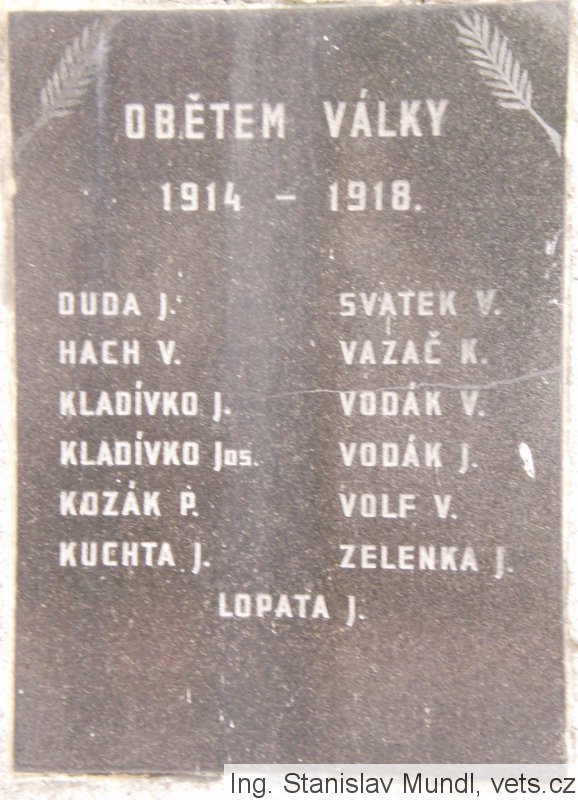 OBĚTEM VÁLKY
1914 – 1918.
DUDA J.
HACH V.
KLADÍVKO J.
KLADÍVKO Jos.
KOZÁK P.
KUCHTA J.
SVATEK V.
VAZAČ K.
VODÁK V.
VODÁK J.
VOLF V.
ZELENKA J.
LOPATA J.
Ing. Stanislav Mundl, vets.cz